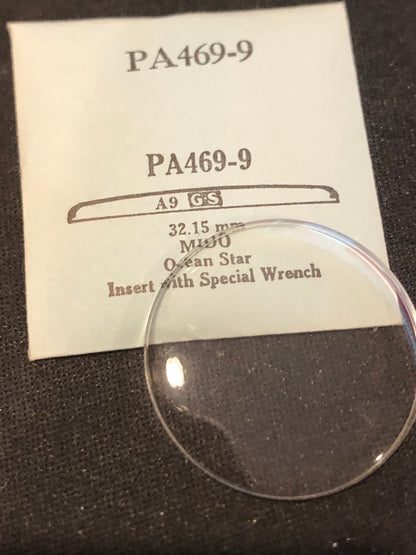 PA469-9
PA469-9
A9 GS
32.15 mm
MIDO
Ocean Star
Insert with Special Wrench